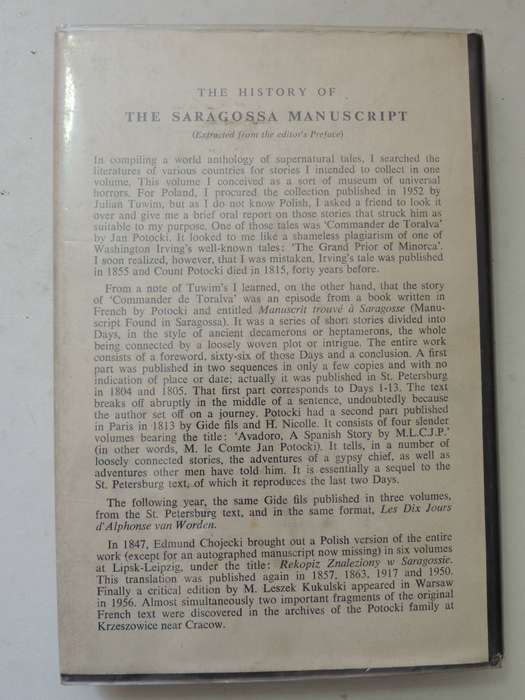 THE HISTORY OF
THE SARAGOSSA MANUSCRIPT
(Extracted from the editor's Preface)
In compiling a world anthology of supernatural tales, I searched the
literatures of various countries for stories I intended to collect in one
volume. This volume I conceived as a sort of museum of universal
horrors. For Poland, I procured the collection published in 1952 by
Julian Tuwim, but as I do not know Polish, I asked a friend to look it
over and give me a brief oral report on those stories that struck him as
suitable to my purpose. One of those tales was 'Commander de Toralva'
by Jan Potocki. It looked to me like a shameless plagiarism of one of
Washington Irving's well-known tales: 'The Grand Prior of Minorca'.
I soon realized, however, that I was mistaken, Irving's tale was published
in 1855 and Count Potocki died in 1815, forty years before.
From a note of Tuwim's I learned, on the other hand, that the story
of 'Commander de Toralva' was an episode from a book written in
French by Potocki and entitled Manuscrit trouvé à Saragosse (Manu-
script Found in Saragossa). It was a series of short stories divided into
Days, in the style of ancient decamerons or heptamerons, the whole
being connected by a loosely woven plot or intrigue. The entire work
consists of a foreword, sixty-six of those Days and a conclusion. A first
part was published in two sequences in only a few copies and with no
indication of place or date; actually it was published in St. Petersburg
in 1804 and 1805. That first part corresponds to Days 1-13. The text
breaks off abruptly in the middle of a sentence, undoubtedly because
the author set off on a journey. Potocki had a second part published
in Paris in 1813 by Gide fils and H. Nicolle. It consists of four slender
volumes bearing the title: 'Avadoro, A Spanish Story by M.L.C.J.P.'
(in other words, M. le Comte Jan Potocki). It tells, in a number of
loosely connected stories, the adventures of a gypsy chief, as well as
adventures other men have told him. It is essentially a sequel to the
St. Petersburg text, of which it reproduces the last two Days.
The following year, the same Gide fils published in three volumes,
from the St. Petersburg text, and in the same format, Les Dix Jours
d'Alphonse van Worden.
In 1847, Edmund Chojecki brought out a Polish version of the entire
work (except for an autographed manuscript now missing) in six volumes
at Lipsk-Leipzig, under the title: Rekopiz Znaleziony w Saragossie.
This translation was published again in 1857, 1863, 1917 and 1950.
Finally a critical edition by M. Leszek Kukulski appeared in Warsaw
in 1956. Almost simultaneously two important fragments of the original
French text were discovered in the archives of the Potocki family at
Krzeszowice near Cracow.